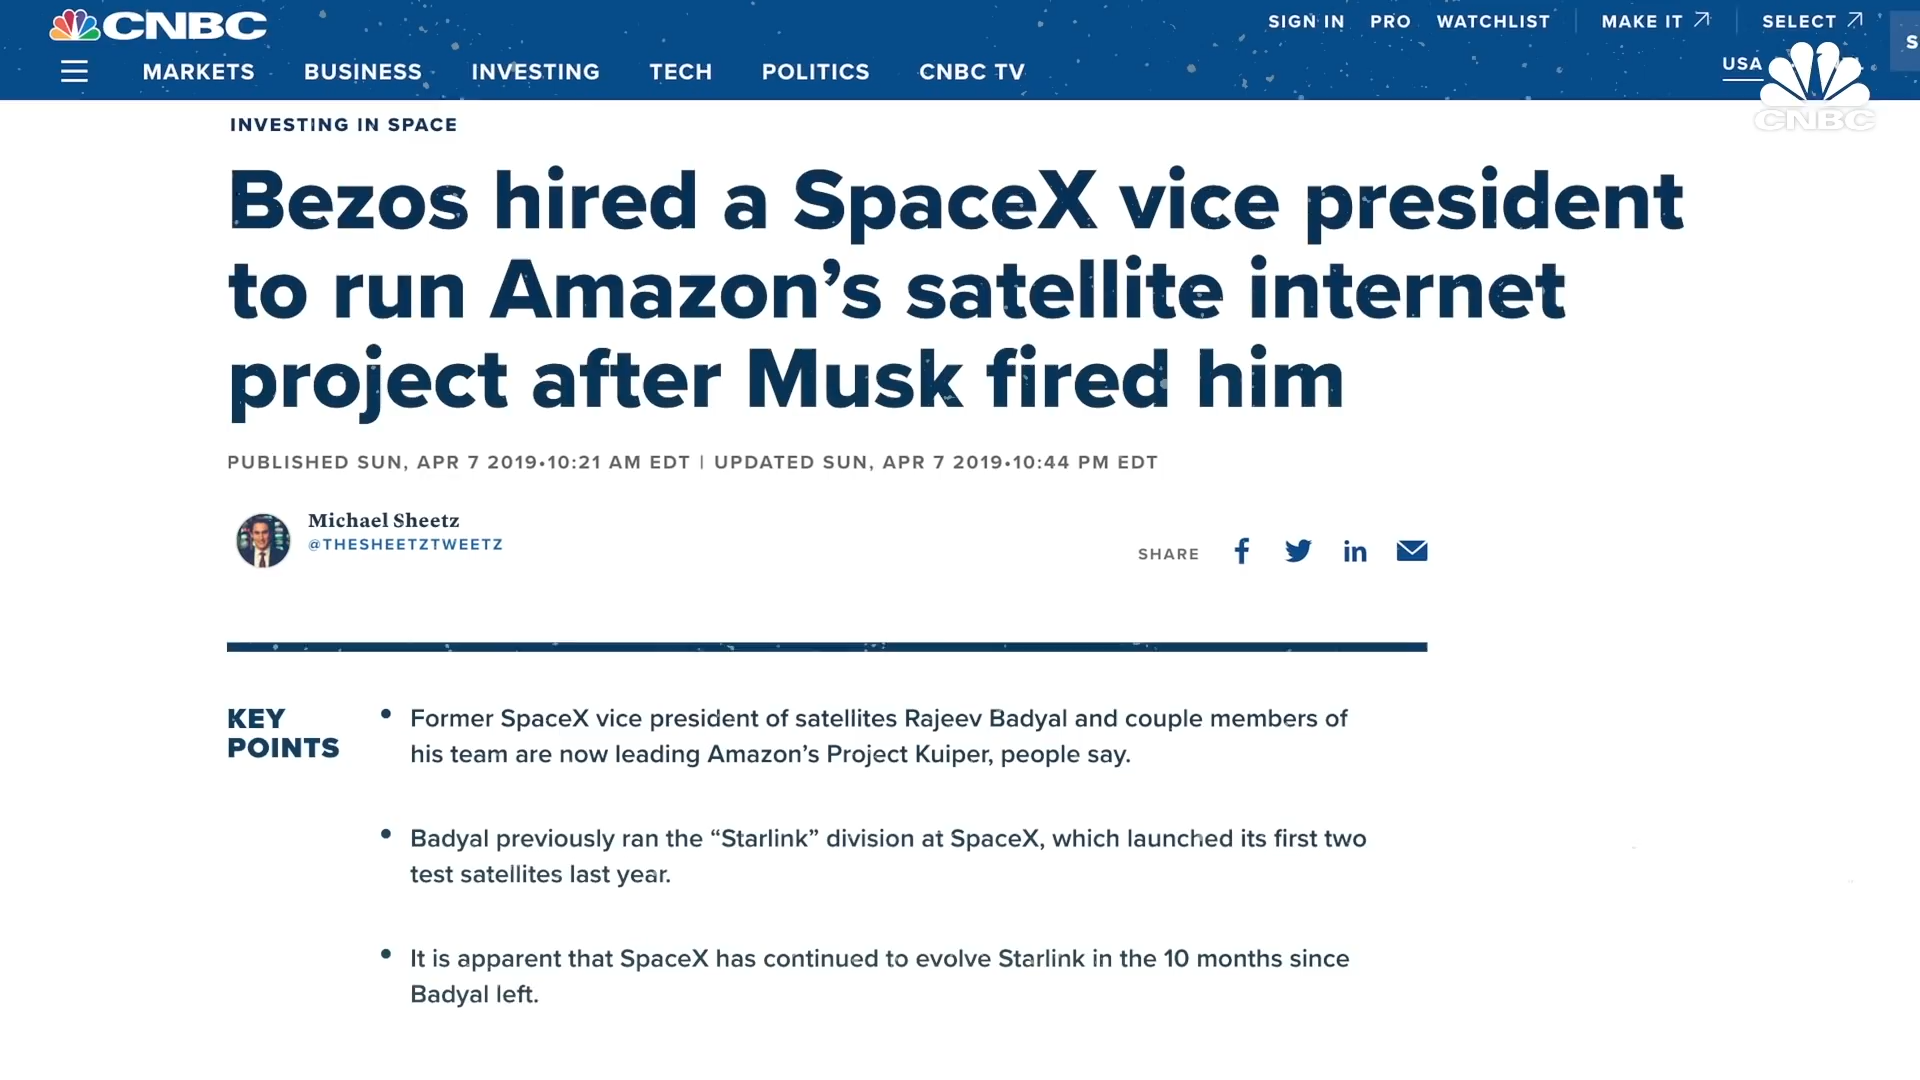 CNBC
SIGN IN PRO WATCHLIST MAKE IT SELECT
S
MARKETS BUSINESS INVESTING TECH POLITICS CNBC TV
USA
CNBC
INVESTING IN SPACE
Bezos hired a SpaceX vice president
to run Amazon’s satellite internet
project after Musk fired him
PUBLISHED SUN, APR 7 2019•10:21 AM EDT | UPDATED SUN, APR 7 2019•10:44 PM EDT
Michael Sheetz
@THESHEETZTWEETZ
SHARE
KEY
POINTS
• Former SpaceX vice president of satellites Rajeev Badyal and couple members of
his team are now leading Amazon’s Project Kuiper, people say.
• Badyal previously ran the “Starlink” division at SpaceX, which launched its first two
test satellites last year.
• It is apparent that SpaceX has continued to evolve Starlink in the 10 months since
Badyal left.